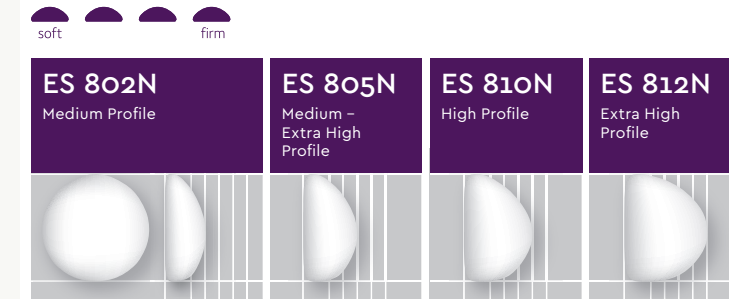 soft firm
ES 802N
Medium Profile
ES 805N
Medium –
Extra High
Profile
ES 810N
High Profile
ES 812N
Extra High
Profile